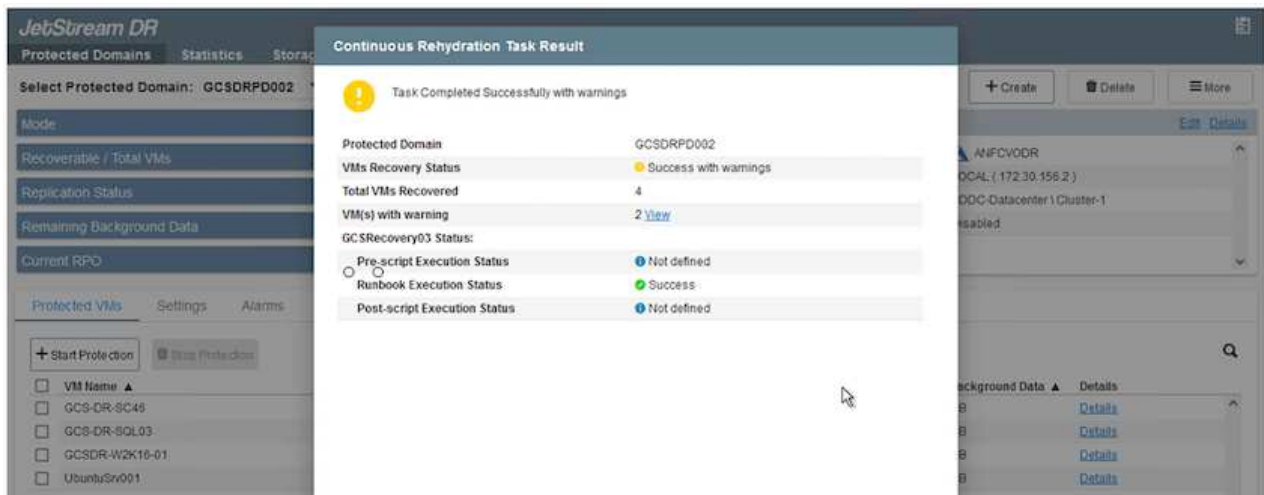 JetStream DR
Protected Domains Statistics Storag
Select Protected Domain: GCSDRPD002
+ Create Delete More
Mode
Edit Details
Recoverable / Total VMs
ANFCVODR
Replication Status
OCAL ( 172.30.156.2 )
DDC-Datacenter \ Cluster-1
Remaining Background Data
isabled
Current RPO
Protected VMs Settings Alarms
+ Start Protection Stop Protection
VM Name ▲ ackground Data ▲ Details
GCS-DR-SC46 B Details
GCS-DR-SQL03 B Details
GCSDR-W2K16-01 B Details
UbuntuSrv001 B Details
Continuous Rehydration Task Result
Task Completed Successfully with warnings
Protected Domain GCSDRPD002
VMs Recovery Status Success with warnings
Total VMs Recovered 4
VM(s) with warning 2 View
GCSRecovery03 Status:
Pre-script Execution Status Not defined
Runbook Execution Status Success
Post-script Execution Status Not defined